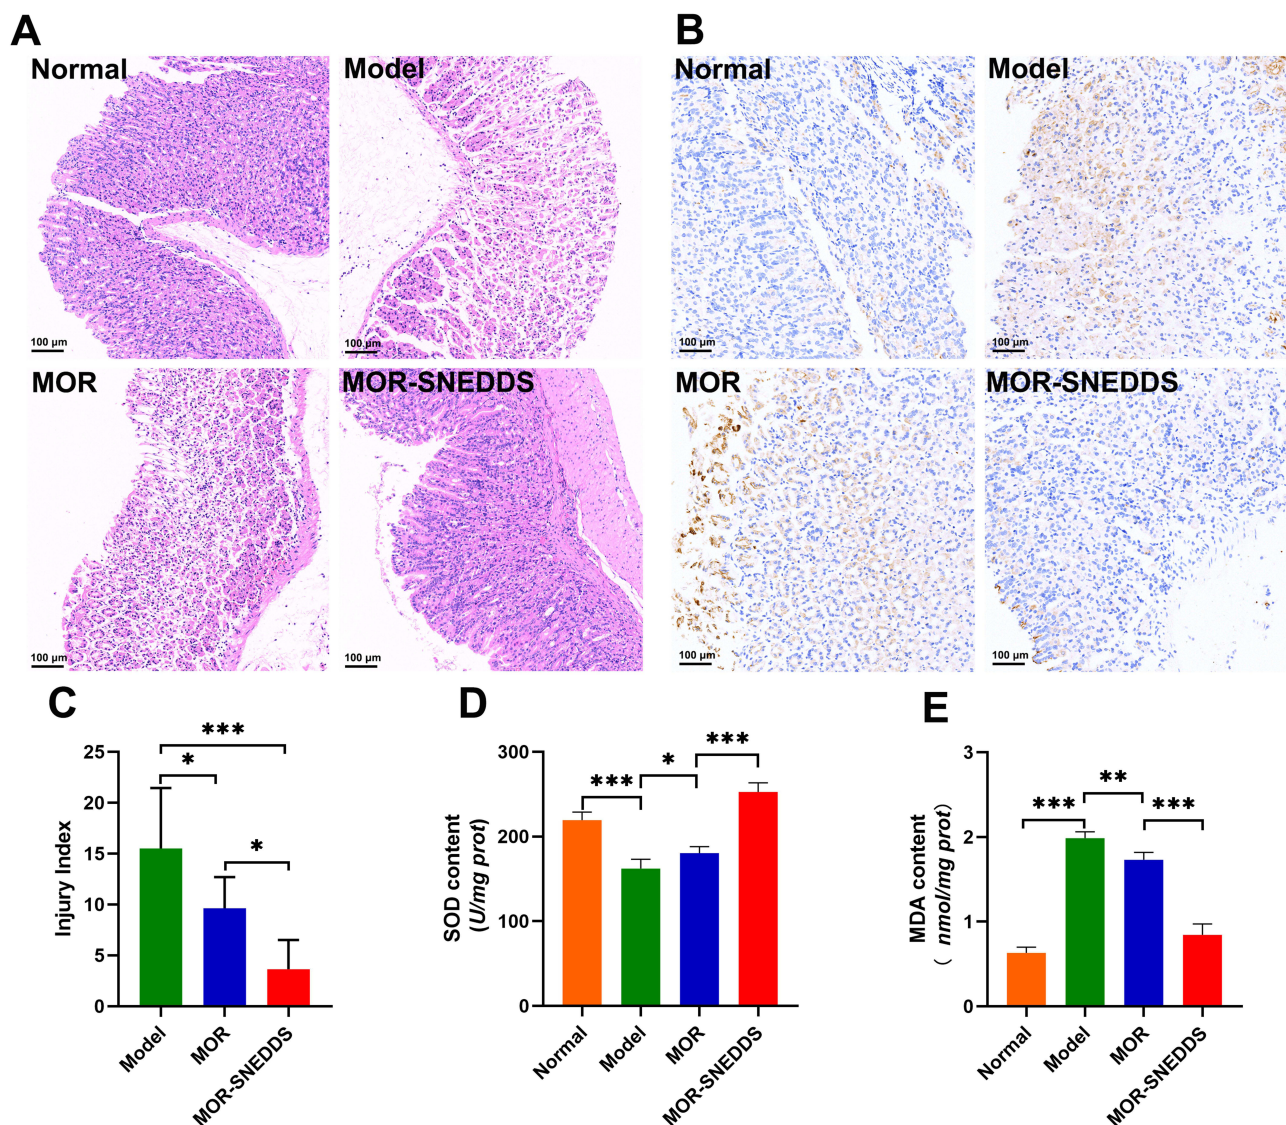 A
Normal
Model
100 µm
100 µm
MOR
MOR-SNEDDS
100 µm
100 µm
B
Normal
Model
100 µm
100 µm
MOR
MOR-SNEDDS
100 µm
100 µm
C
Injury Index
25
20
15
10
5
0
***
*
*
Model
MOR
MOR-SNEDDS
D
SOD content
(U/mg prot)
300
200
100
0
***
*
***
Normal
Model
MOR
MOR-SNEDDS
E
MDA content
( nmol/mg prot)
3
2
1
0
***
**
***
Normal
Model
MOR
MOR-SNEDDS